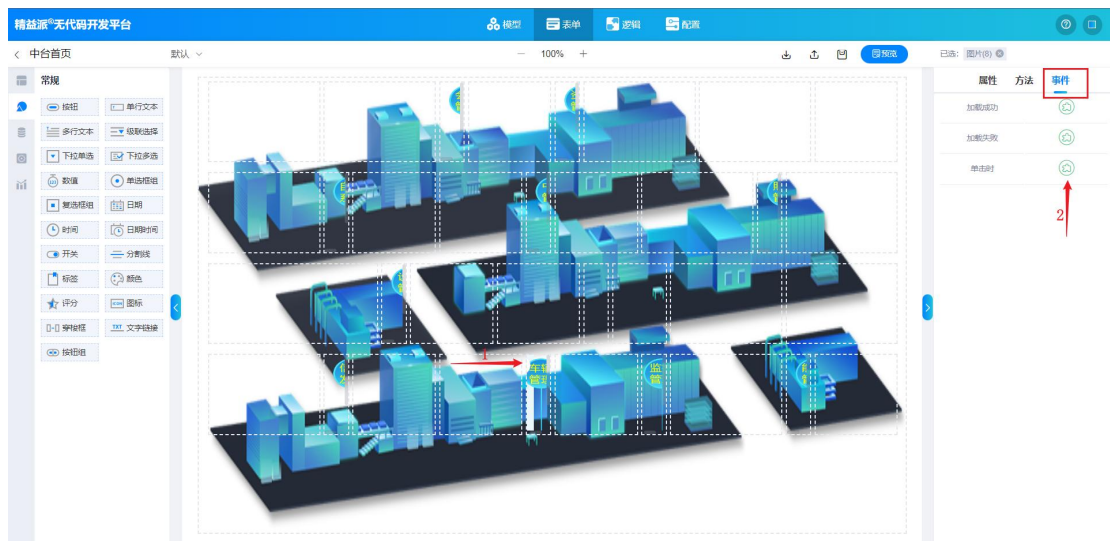 精益派®无代码开发平台
模型
表单
逻辑
配置
中台首页
默认
100%
预览
已选: 图片(8)
常规
属性 方法 事件
按钮 单行文本
加载成功
多行文本 级联选择
加载失败
下拉单选 下拉多选
单击时
数值 单选框组
复选框组 日期
2
时间 日期时间
开关 分割线
标签 颜色
评分 图标
穿梭框 文字链接
按钮组
1
车辆
管理
监
管